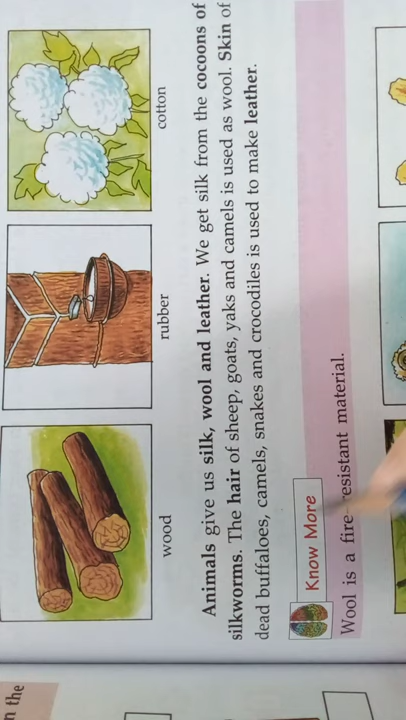 wood
rubber
cotton
Animals give us silk, wool and leather. We get silk from the cocoons of
silkworms. The hair of sheep, goats, yaks and camels is used as wool. Skin of
dead buffaloes, camels, snakes and crocodiles is used to make leather.
Know More
Wool is a fire resistant material.
the